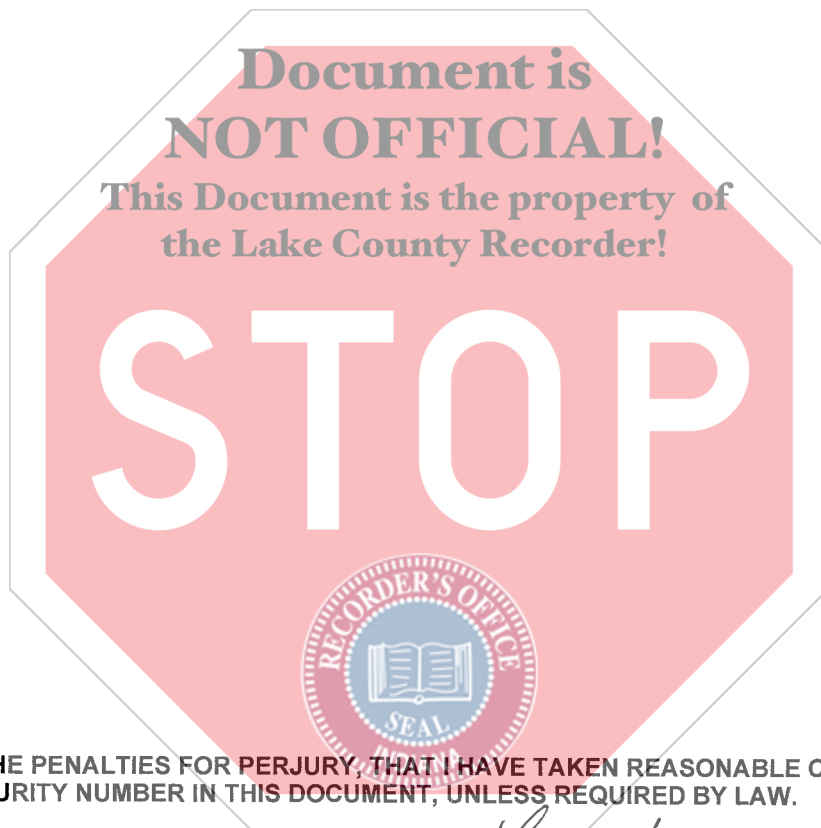 Document is
NOT OFFICIAL!
This Document is the property of
the Lake County Recorder!
STOP
RECORDER'S OFFICE
SEAL
INDIANA
HE PENALTIES FOR PERJURY, THAT I HAVE TAKEN REASONABLE C
URITY NUMBER IN THIS DOCUMENT, UNLESS REQUIRED BY LAW.